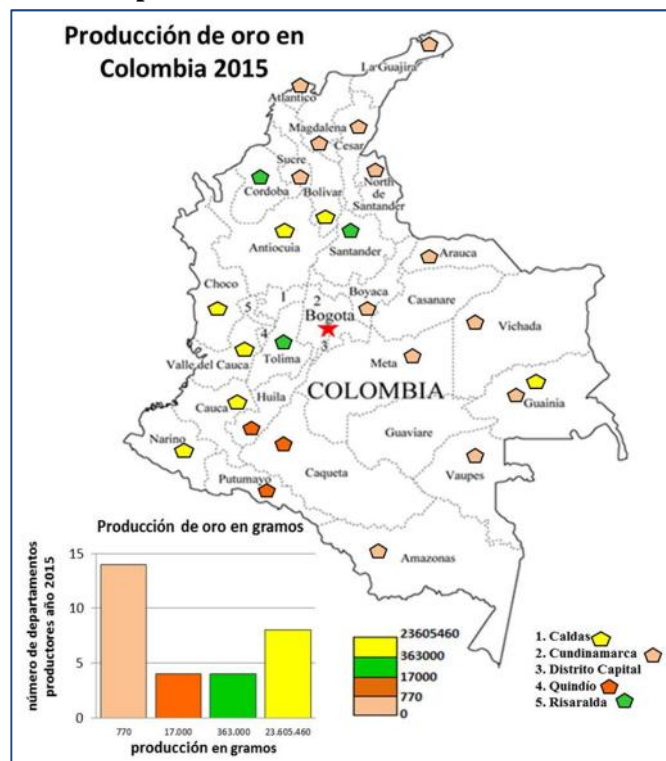 Producción de oro en
Colombia 2015
La Guajira
Atlantico
Magdalena
Cesar
Sucre
Cordoba
Bolivar
North
de
Santander
Antiocuia
Santander
Arauca
Choco
1
2
Boyaca
Casanare
5
Bogota
4
3
Vichada
Tolima
Meta
Valle del Cauca
COLOMBIA
Huila
Cauca
Guainia
Guaviare
Narino
Caqueta
Vaupes
Putumayo
Amazonas
Producción de oro en gramos
número de departamentos
productores año 2015
15
10
5
0
770
17.000
363.000
23.605.460
producción en gramos
23605460
363000
17000
770
0
1. Caldas
2. Cundinamarca
3. Distrito Capital
4. Quindío
5. Risaralda